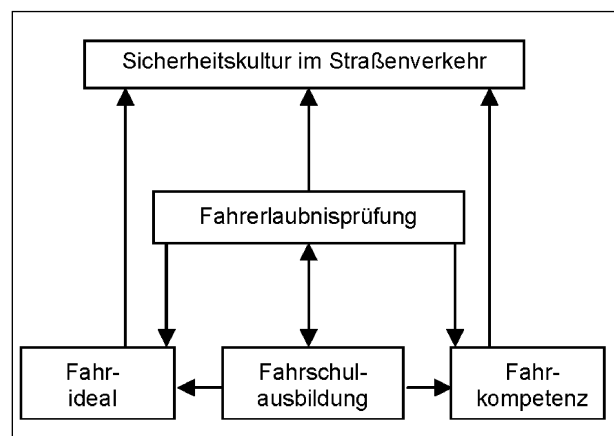 Sicherheitskultur im Straßenverkehr
Fahrerlaubnisprüfung
Fahr-
ideal
Fahrschul-
ausbildung
Fahr-
kompetenz